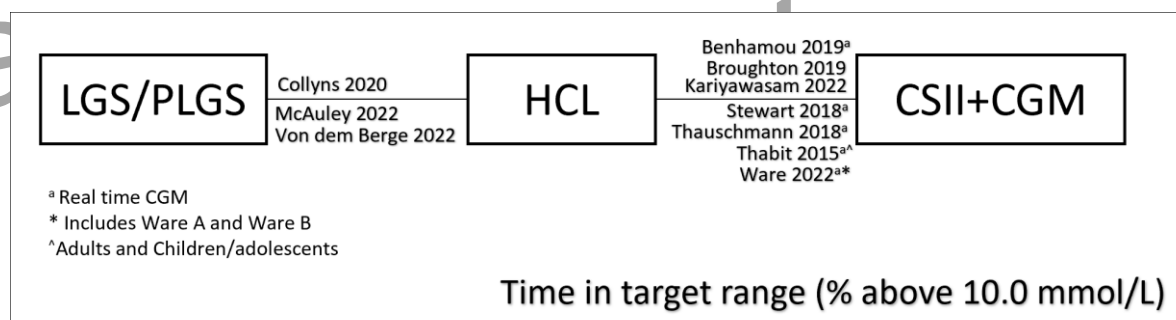 LGS/PLGS
Collyns 2020
McAuley 2022
Von dem Berge 2022
HCL
Benhamou 2019ᵃ
Broughton 2019
Kariyawasam 2022
Stewart 2018ᵃ
Thauschmann 2018ᵃ
Thabit 2015ᵃ^
Ware 2022ᵃ*
CSII+CGM
ᵃ Real time CGM
* Includes Ware A and Ware B
^Adults and Children/adolescents
Time in target range (% above 10.0 mmol/L)